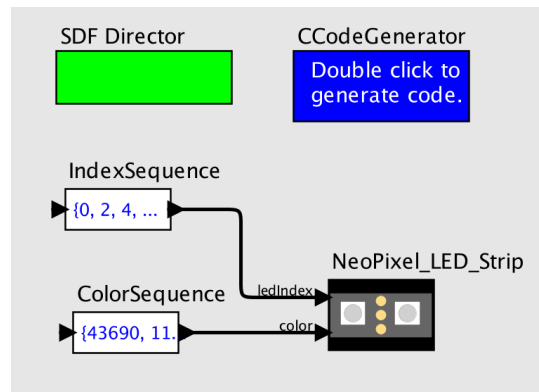 SDF Director
CCodeGenerator
Double click to
generate code.
IndexSequence
{0, 2, 4, ...
NeoPixel_LED_Strip
ledIndex
ColorSequence
{43690, 11.
color